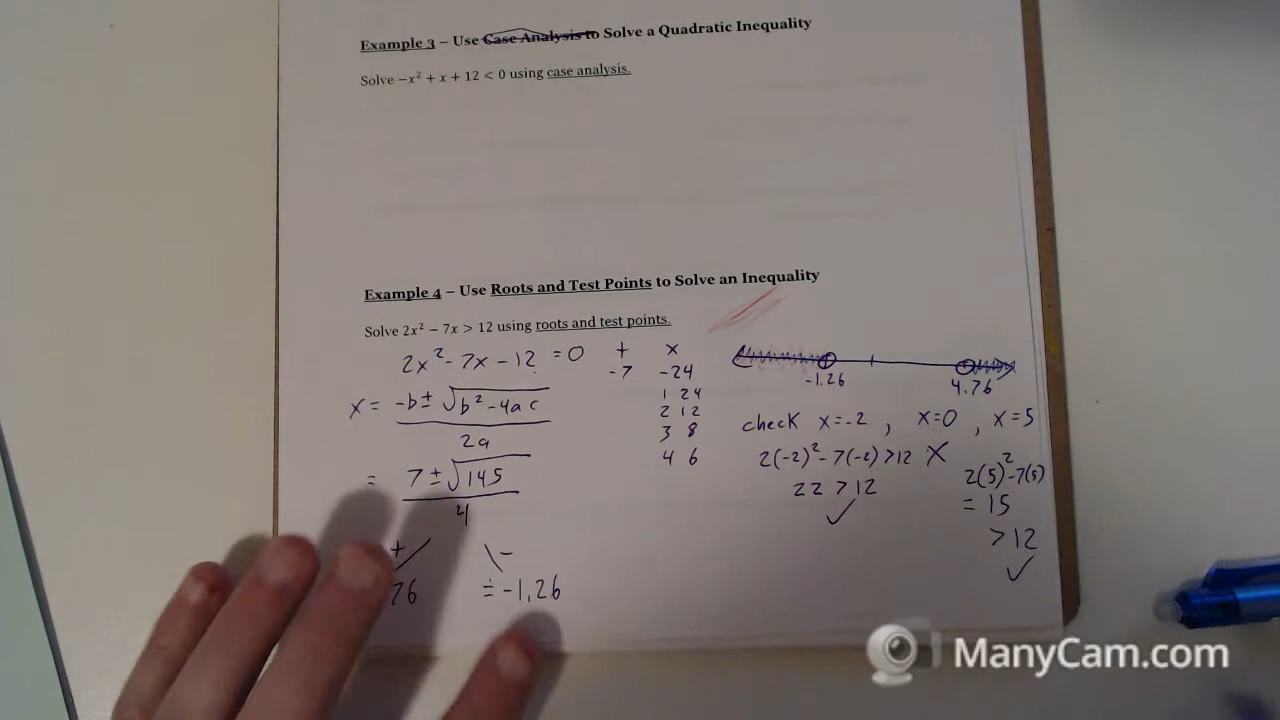 Example 3 – Use Case Analysis to Solve a Quadratic Inequality
Solve −x² + x + 12 < 0 using case analysis.
Example 4 – Use Roots and Test Points to Solve an Inequality
Solve 2x² − 7x > 12 using roots and test points.
2x² - 7x - 12 = 0
x = -b ± √b² - 4ac
2a
= 7 ± √145
4
+ -
76 ≐ -1.26
+ x
-7 -24
1 24
2 12
3 8
4 6
-1.26 4.76
check x=-2 , x=0 , x=5
2(-2)² - 7(-2) > 12 X
22 > 12
✓
2(5)² - 7(5)
= 15
> 12
✓
ManyCam.com